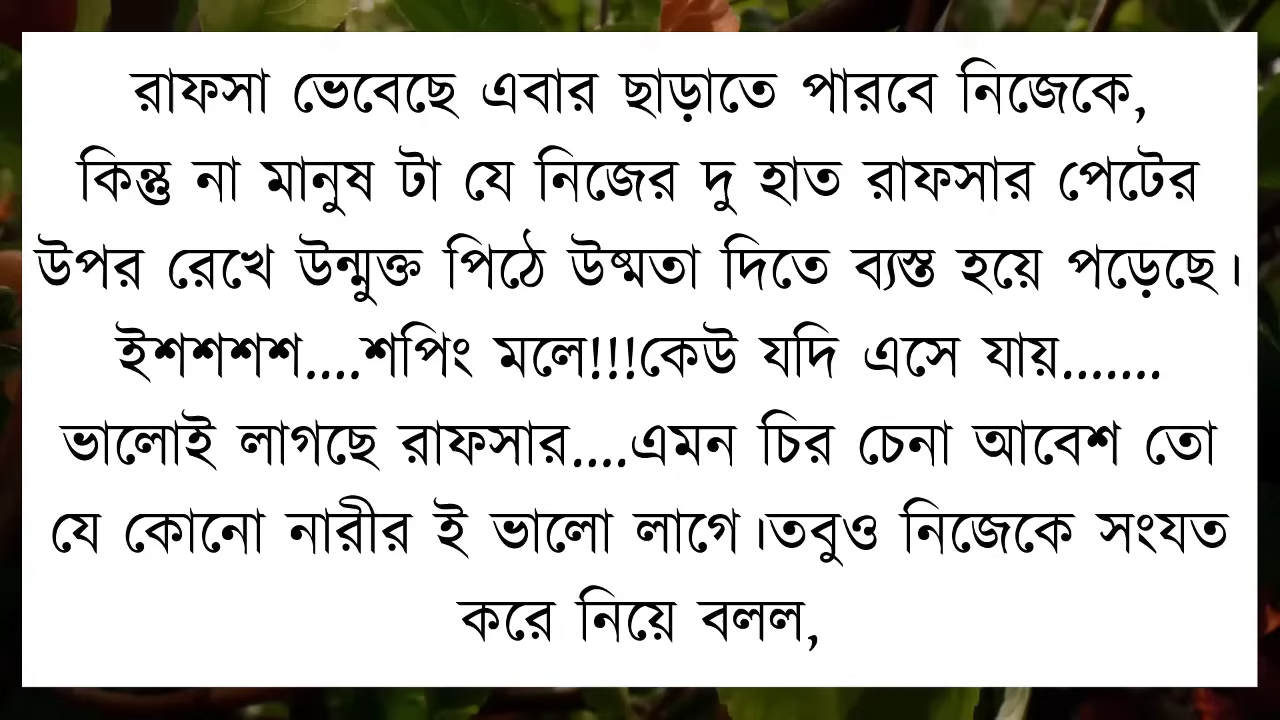 রাফসা ভেবেছে এবার ছাড়াতে পারবে নিজেকে,
কিন্তু না মানুষ টা যে নিজের দু হাত রাফসার পেটের
উপর রেখে উন্মুক্ত পিঠে উষ্মতা দিতে ব্যস্ত হয়ে পড়েছে।
ইশশশশ....শপিং মলে!!!কেউ যদি এসে যায়.......
ভালোই লাগছে রাফসার....এমন চির চেনা আবেশ তো
যে কোনো নারীর ই ভালো লাগে।তবুও নিজেকে সংযত
করে নিয়ে বলল,